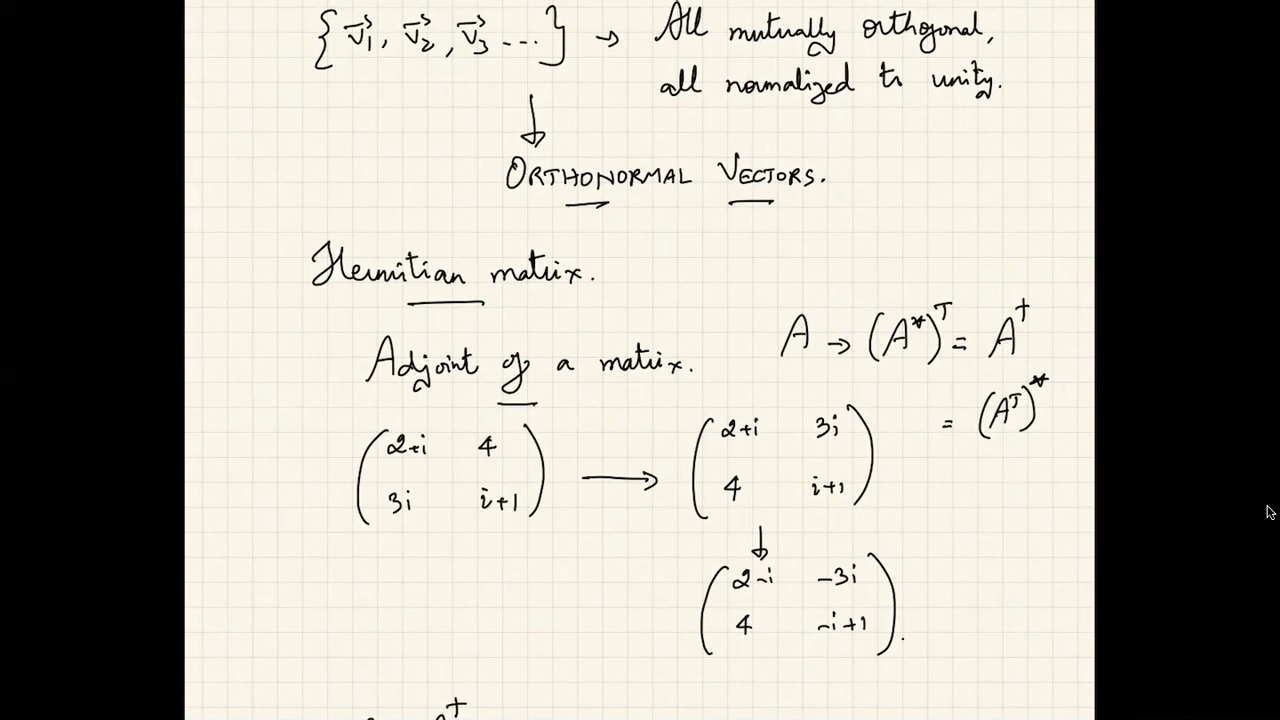 {v⃗₁, v⃗₂, v⃗₃ ...} → All mutually orthogonal,
all normalized to unity.
↓
ORTHONORMAL VECTORS.
Hermitian matrix.
Adjoint of a matrix.
A → (A*)ᵀ = A†
= (Aᵀ)*
(2+i 4
3i i+1) → (2+i 3i
4 i+1)
↓
(2-i -3i
4 -i+1).
†